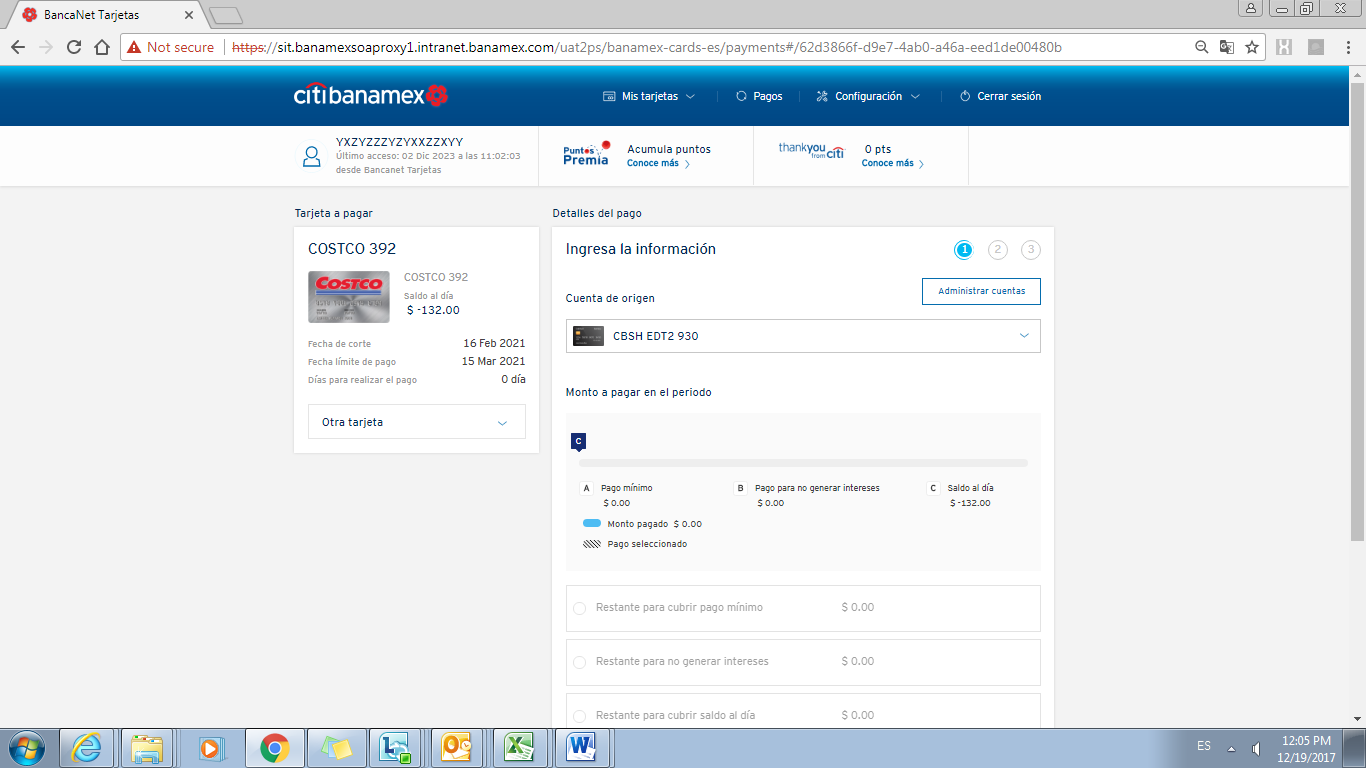 BancaNet Tarjetas
Not secure https://sit.banamexsoaproxy1.intranet.banamex.com/uat2ps/banamex-cards-es/payments#/62d3866f-d9e7-4ab0-a46a-eed1de00480b
citibanamex
Mis tarjetas
Pagos
Configuración
Cerrar sesión
YXZYZZZYZYXXZZXYY
Último acceso: 02 Dic 2023 a las 11:02:03
desde Bancanet Tarjetas
Puntos
Premia
Acumula puntos
Conoce más
thankyou
from citi
0 pts
Conoce más
Tarjeta a pagar
COSTCO 392
COSTCO
COSTCO 392
Saldo al día
$ -132.00
Fecha de corte 16 Feb 2021
Fecha límite de pago 15 Mar 2021
Días para realizar el pago 0 día
Otra tarjeta
Detalles del pago
Ingresa la información
1 2 3
Administrar cuentas
Cuenta de origen
CBSH EDT2 930
Monto a pagar en el periodo
C
A Pago mínimo
$ 0.00
B Pago para no generar intereses
$ 0.00
C Saldo al día
$ -132.00
Monto pagado $ 0.00
Pago seleccionado
Restante para cubrir pago mínimo $ 0.00
Restante para no generar intereses $ 0.00
Restante para cubrir saldo al día $ 0.00
ES
12:05 PM
12/19/2017